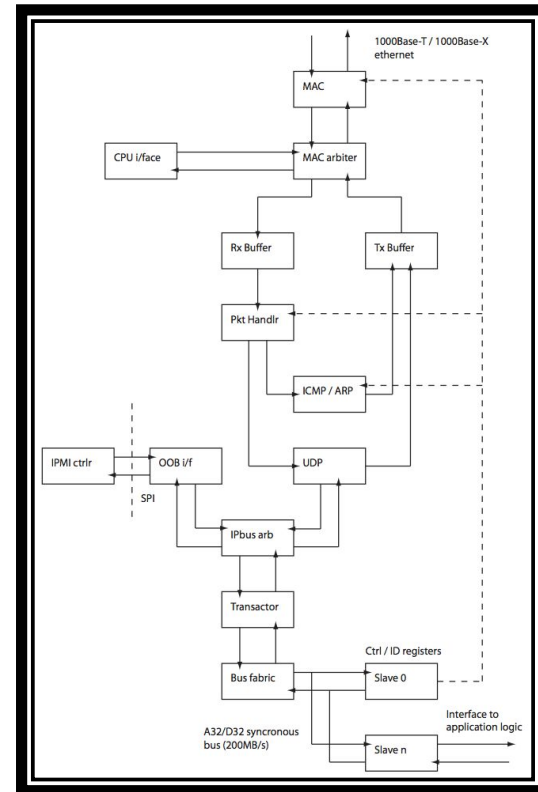 1000Base-T / 1000Base-X
ethernet
MAC
CPU i/face
MAC arbiter
Rx Buffer
Tx Buffer
Pkt Handlr
ICMP / ARP
IPMI ctrlr
OOB i/f
UDP
SPI
IPbus arb
Transactor
Ctrl / ID registers
Bus fabric
Slave 0
Interface to
application logic
A32/D32 syncronous
bus (200MB/s)
Slave n